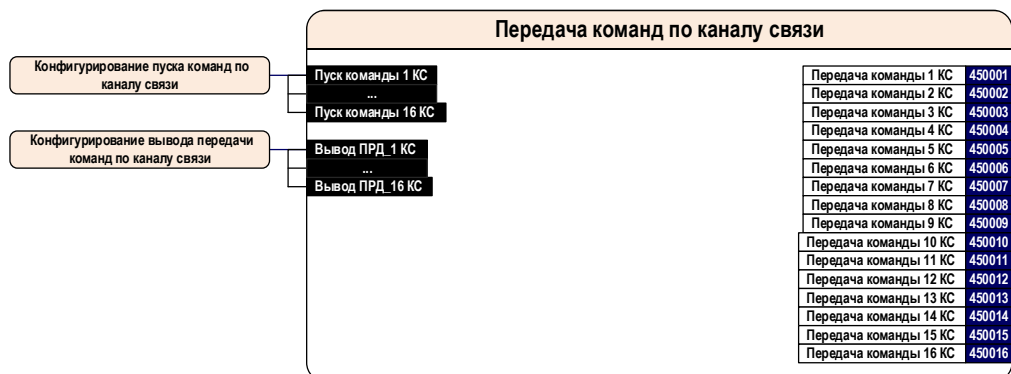 Передача команд по каналу связи
Конфигурирование пуска команд по
каналу связи
Пуск команды 1 КС
...
Пуск команды 16 КС
Конфигурирование вывода передачи
команд по каналу связи
Вывод ПРД_1 КС
...
Вывод ПРД_16 КС
Передача команды 1 КС 450001
Передача команды 2 КС 450002
Передача команды 3 КС 450003
Передача команды 4 КС 450004
Передача команды 5 КС 450005
Передача команды 6 КС 450006
Передача команды 7 КС 450007
Передача команды 8 КС 450008
Передача команды 9 КС 450009
Передача команды 10 КС 450010
Передача команды 11 КС 450011
Передача команды 12 КС 450012
Передача команды 13 КС 450013
Передача команды 14 КС 450014
Передача команды 15 КС 450015
Передача команды 16 КС 450016